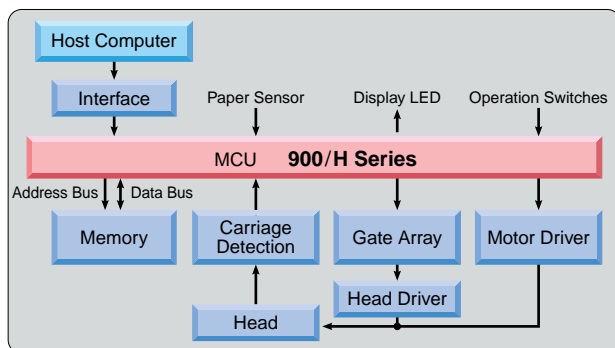 Host Computer
Interface
Paper Sensor
Display LED
Operation Switches
MCU 900/H Series
Address Bus
Data Bus
Memory
Carriage
Detection
Gate Array
Motor Driver
Head Driver
Head